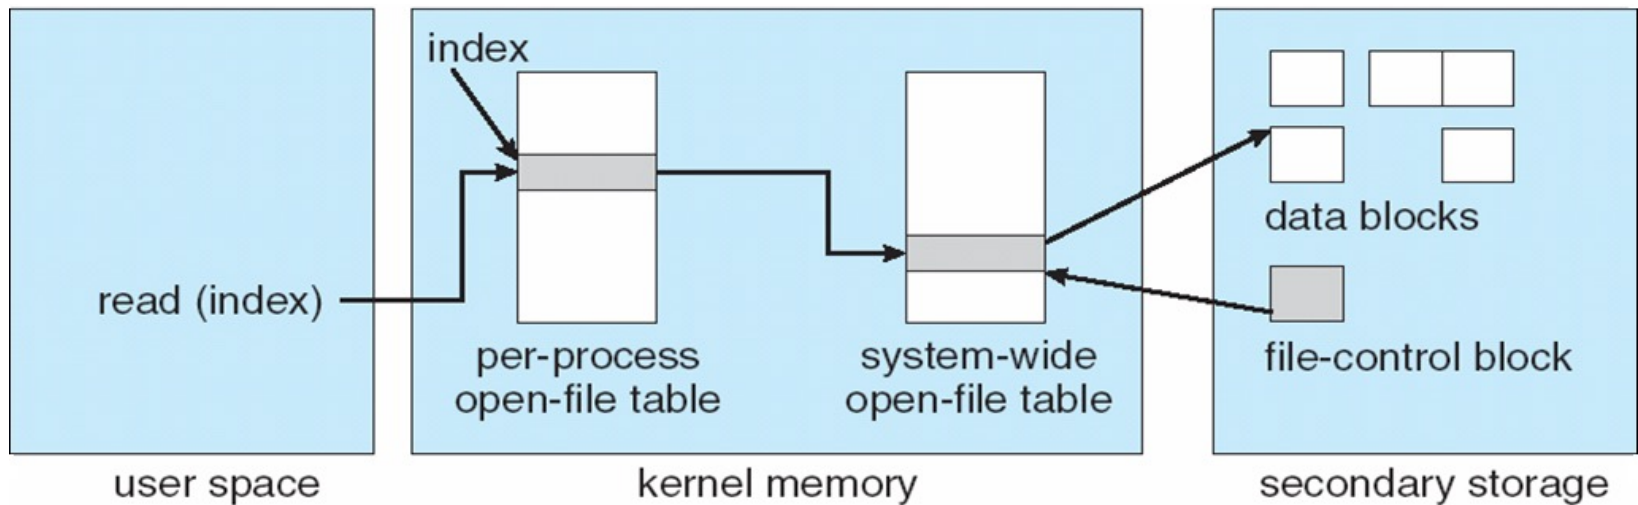 index
read (index)
per-process
open-file table
system-wide
open-file table
data blocks
file-control block
user space
kernel memory
secondary storage